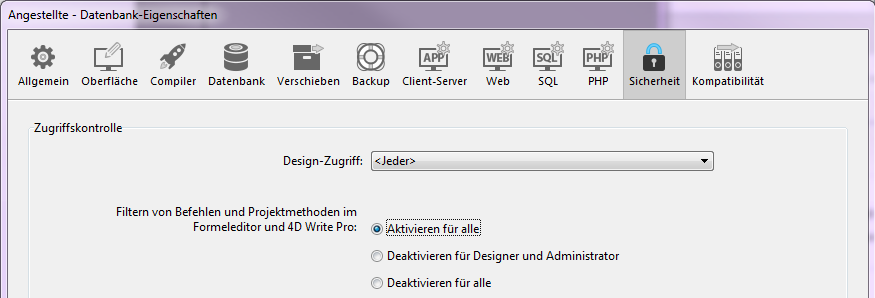 Angestellte - Datenbank-Eigenschaften
APP WEB SQL PHP
Allgemein Oberfläche Compiler Datenbank Verschieben Backup Client-Server Web SQL PHP Sicherheit Kompatibilität
Zugriffskontrolle
Design-Zugriff: <Jeder>
Filtern von Befehlen und Projektmethoden im
Formeleditor und 4D Write Pro: Aktivieren für alle
Deaktivieren für Designer und Administrator
Deaktivieren für alle